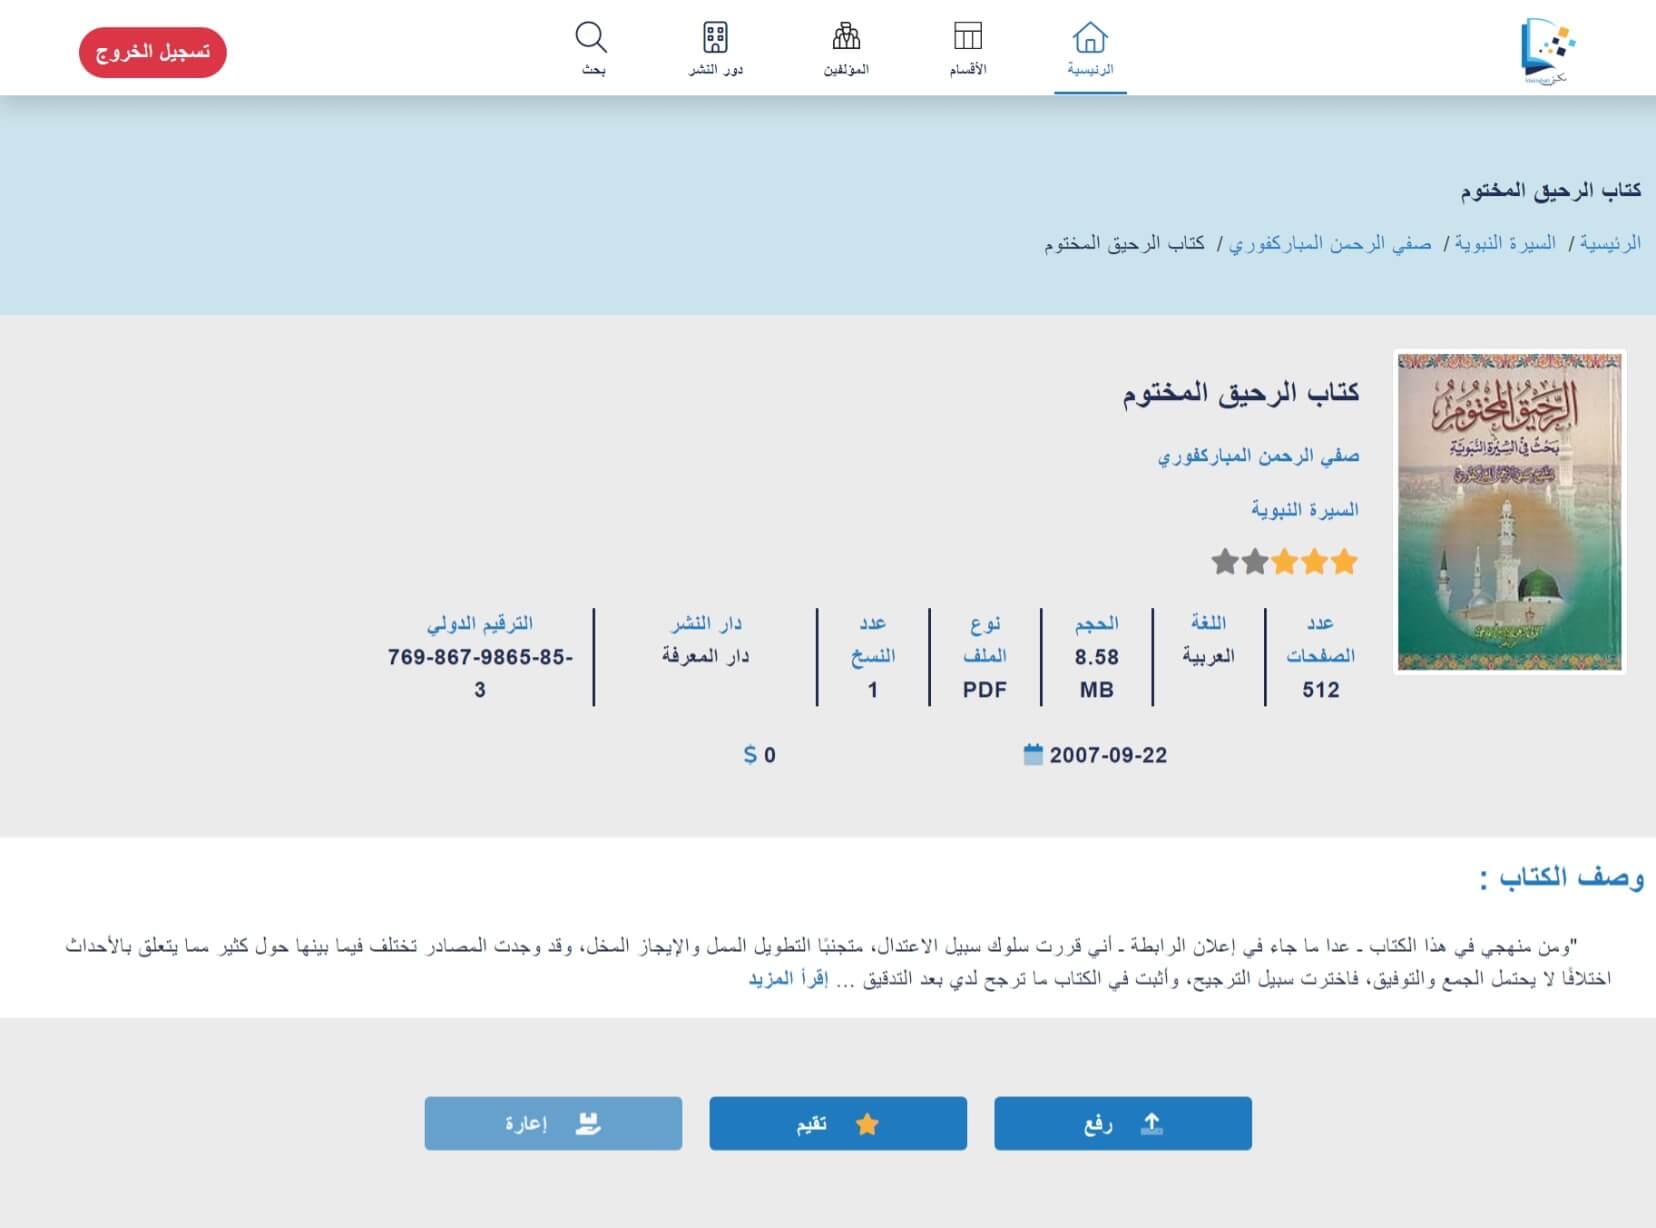 الرئيسية
الأقسام
المؤلفين
دور النشر
بحث
تسجيل الخروج
كتاب الرحيق المختوم
الرئيسية / السيرة النبوية / صفي الرحمن المباركفوري / كتاب الرحيق المختوم
الرحيق المختوم
بحث في السيرة النبوية
كتاب الرحيق المختوم
صفي الرحمن المباركفوري
السيرة النبوية
عدد الصفحات
512
اللغة
العربية
الحجم
8.58 MB
نوع الملف
PDF
عدد النسخ
1
دار النشر
دار المعرفة
الترقيم الدولي
769-867-9865-85-
3
2007-09-22
0 $
وصف الكتاب :
"ومن منهجي في هذا الكتاب ـ عدا ما جاء في إعلان الرابطة ـ أني قررت سلوك سبيل الاعتدال، متجنبًا التطويل الممل والإيجاز المخل، وقد وجدت المصادر تختلف فيما بينها حول كثير مما يتعلق بالأحداث
اختلافًا لا يحتمل الجمع والتوفيق، فاخترت سبيل الترجيح، وأثبت في الكتاب ما ترجح لدي بعد التدقيق ... إقرأ المزيد
رفع
تقيم
إعارة